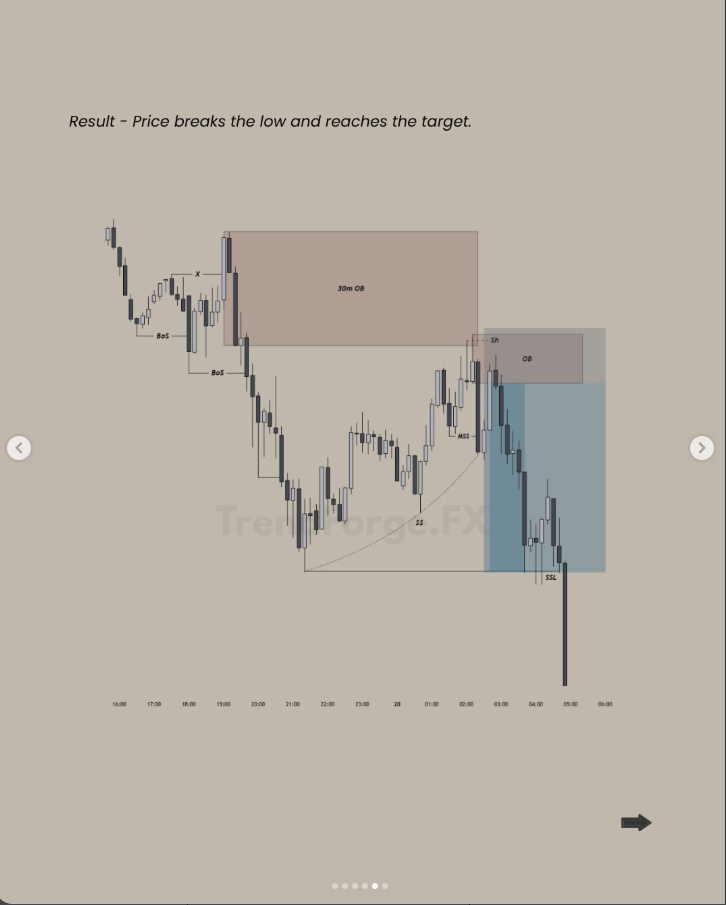 Result - Price breaks the low and reaches the target.
X
30m OB
BoS
Sh
OB
BoS
MSS
TrendForge.FX
SS
SSL
16:00 17:00 18:00 19:00 20:00 21:00 22:00 23:00 20 01:00 02:00 03:00 04:00 05:00 06:00